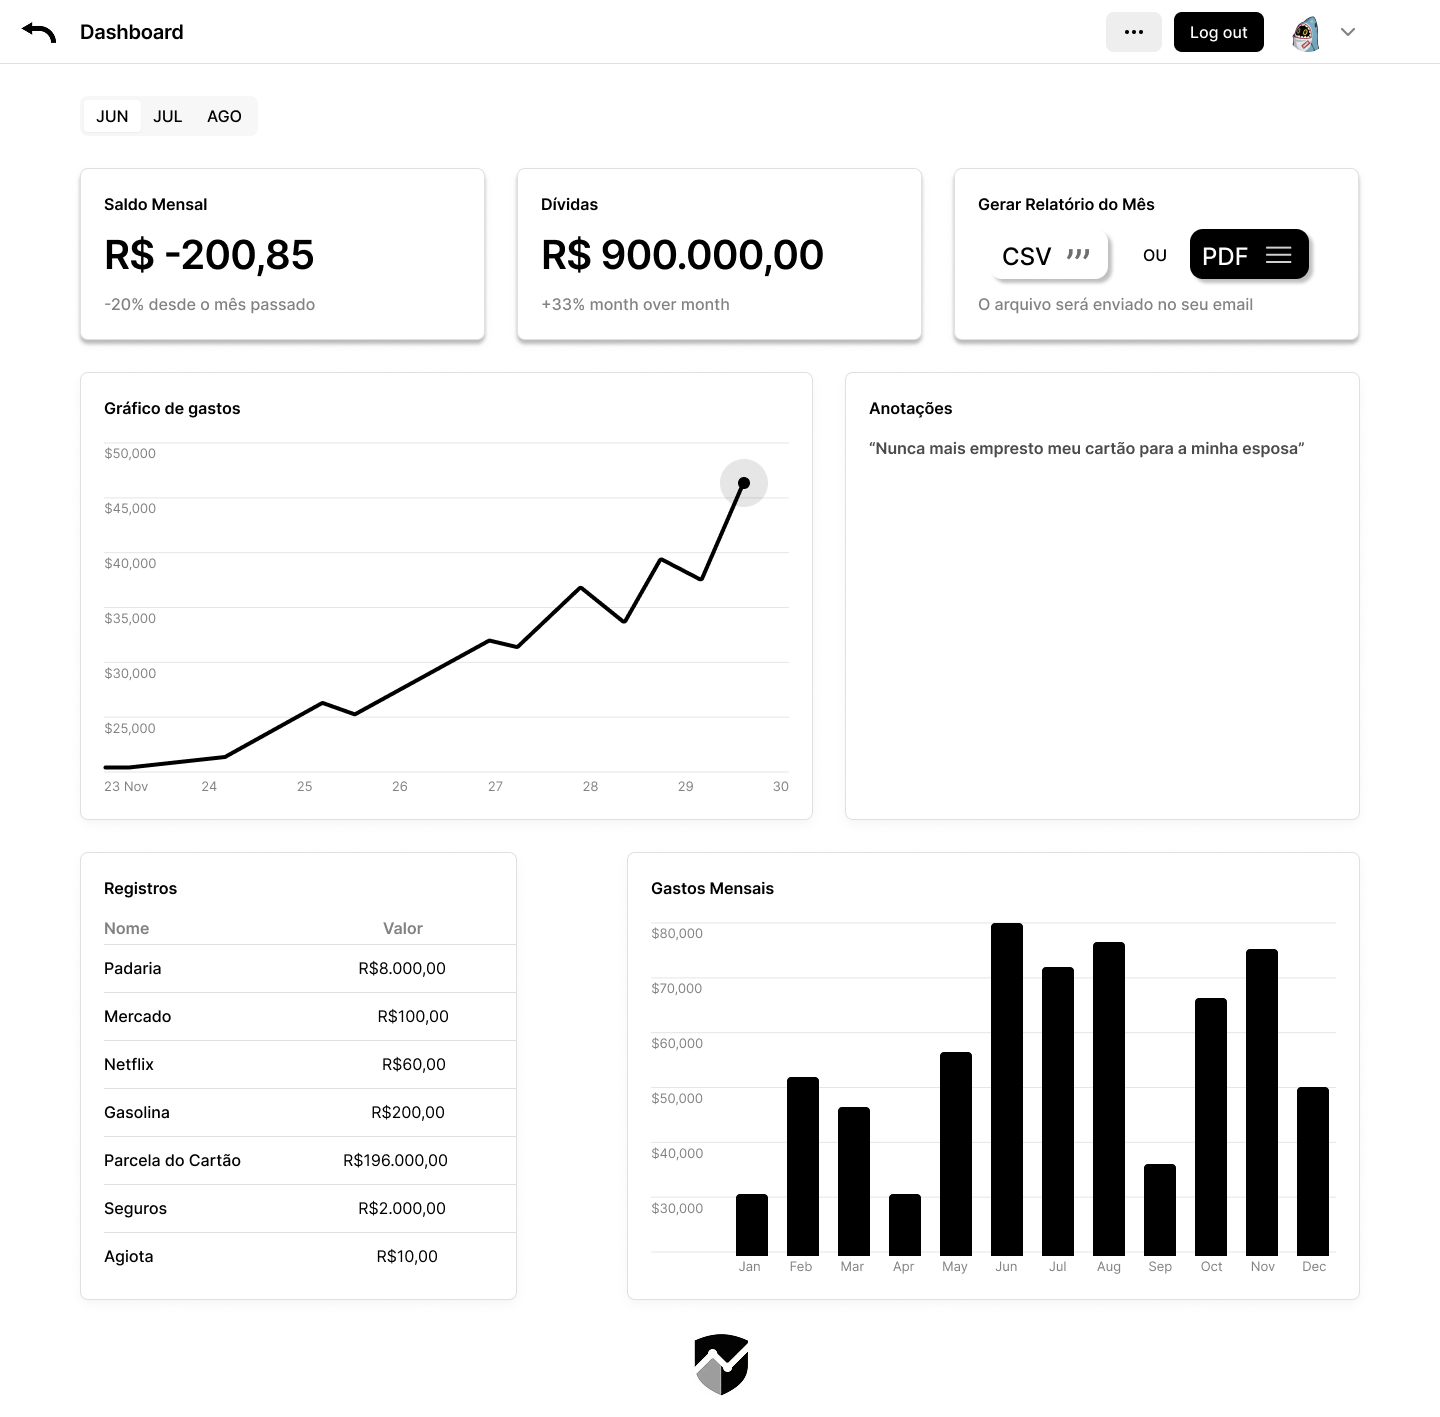 Dashboard
Log out
JUN JUL AGO
Saldo Mensal
R$ -200,85
-20% desde o mês passado
Dívidas
R$ 900.000,00
+33% month over month
Gerar Relatório do Mês
CSV ,,, OU PDF
O arquivo será enviado no seu email
Gráfico de gastos
$50,000
$45,000
$40,000
$35,000
$30,000
$25,000
23 Nov 24 25 26 27 28 29 30
Anotações
“Nunca mais empresto meu cartão para a minha esposa”
Registros
Nome Valor
Padaria R$8.000,00
Mercado R$100,00
Netflix R$60,00
Gasolina R$200,00
Parcela do Cartão R$196.000,00
Seguros R$2.000,00
Agiota R$10,00
Gastos Mensais
$80,000
$70,000
$60,000
$50,000
$40,000
$30,000
Jan Feb Mar Apr May Jun Jul Aug Sep Oct Nov Dec